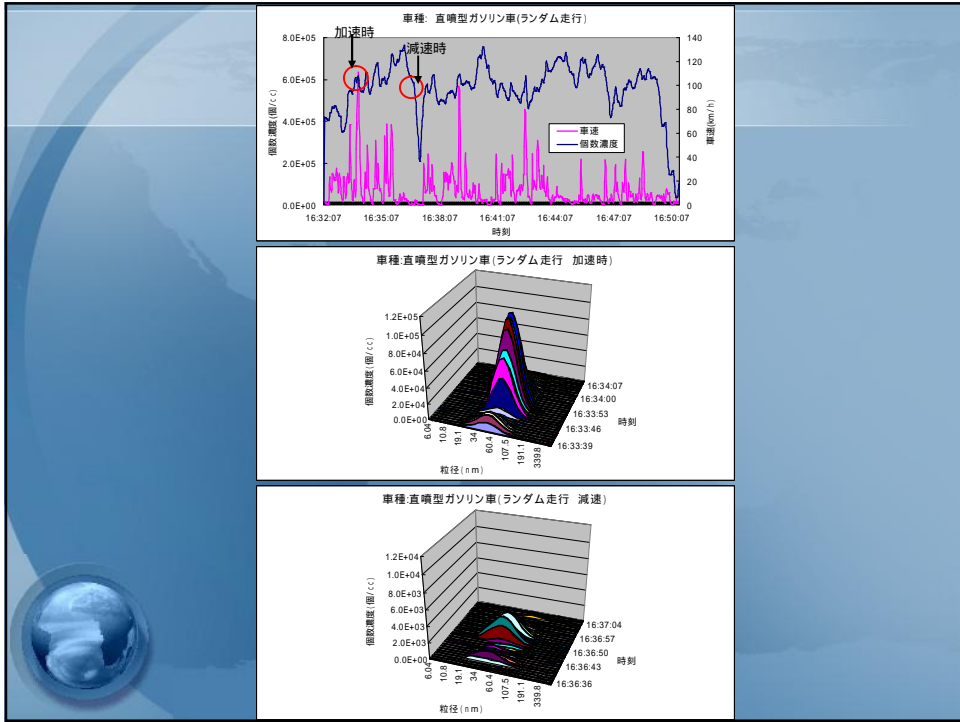 車種: 直噴型ガソリン車(ランダム走行)
加速時
減速時
8.0E+05
6.0E+05
4.0E+05
2.0E+05
0.0E+00
個数濃度(個/cc)
140
120
100
80
60
40
20
0
車速(km/h)
車速
個数濃度
16:32:07 16:35:07 16:38:07 16:41:07 16:44:07 16:47:07 16:50:07
時刻
車種:直噴型ガソリン車(ランダム走行 加速時)
1.2E+05
1.0E+05
8.0E+04
6.0E+04
4.0E+04
2.0E+04
0.0E+00
個数濃度(個/cc)
6.04 10.8 19.1 34 60.4 107.5 191.1 339.8
粒径(nm)
16:34:07
16:34:00
16:33:53
16:33:46
16:33:39
時刻
車種:直噴型ガソリン車(ランダム走行 減速)
1.2E+04
1.0E+04
8.0E+03
6.0E+03
4.0E+03
2.0E+03
0.0E+00
個数濃度(個/cc)
6.04 10.8 19.1 34 60.4 107.5 191.1 339.8
粒径(nm)
16:37:04
16:36:57
16:36:50
16:36:43
16:36:36
時刻